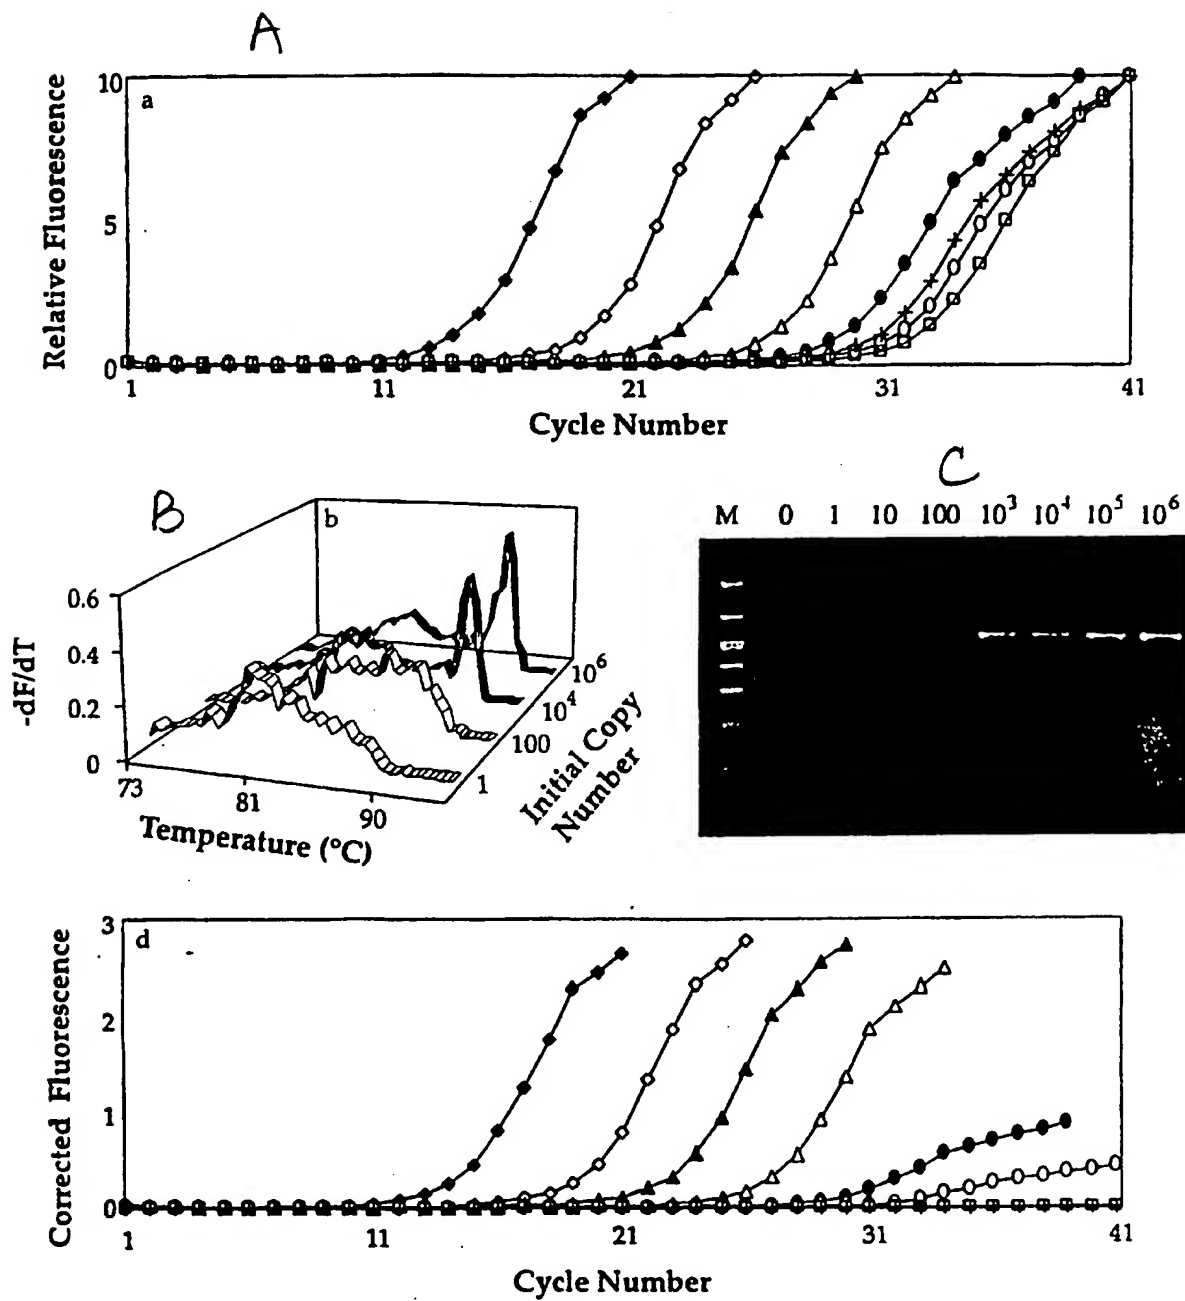 A
10
a
5
0
Relative Fluorescence
1 11 21 31 41
Cycle Number
B
b
0.6
0.4
0.2
0
-dF/dT
73 81 90
Temperature (°C)
10⁶
10⁴
100
1
Initial Copy
Number
C
M 0 1 10 100 10³ 10⁴ 10⁵ 10⁶
3
d
2
1
0
Corrected Fluorescence
1 11 21 31 41
Cycle Number